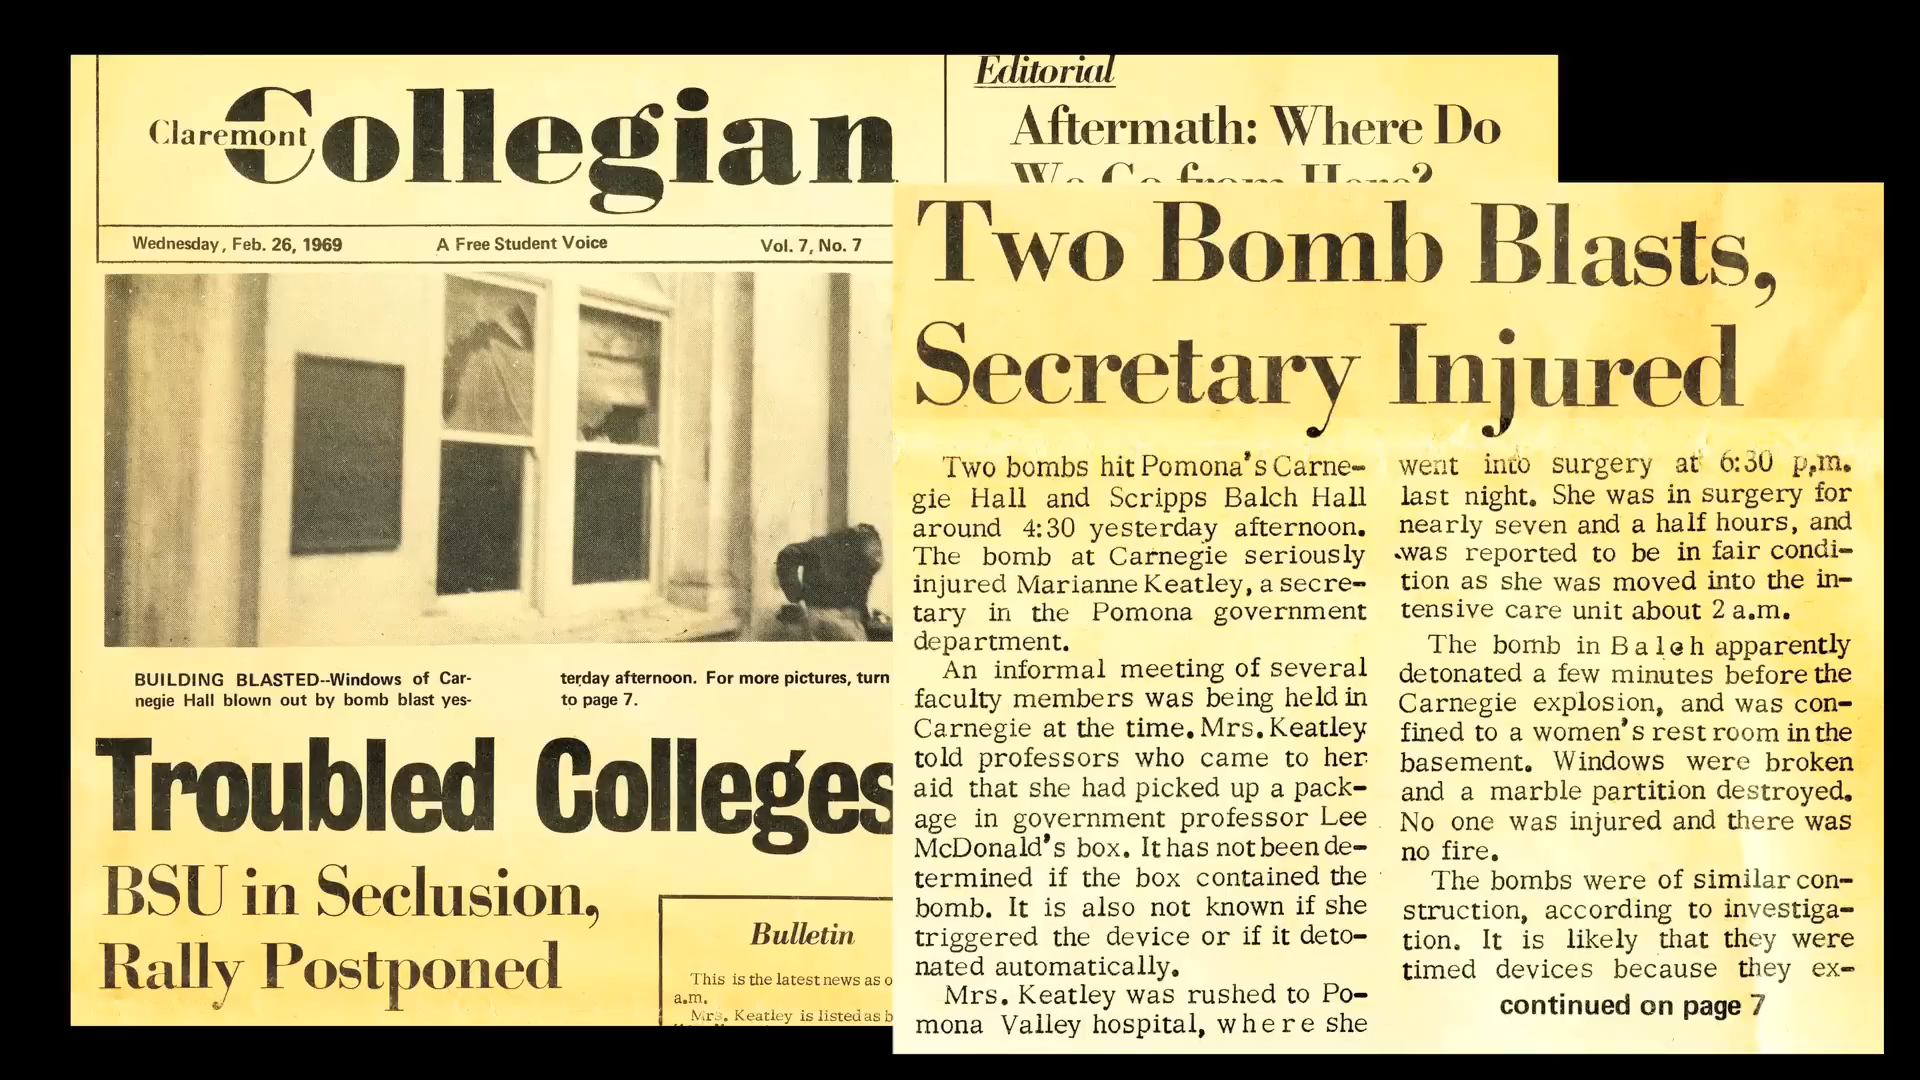 Claremont Collegian
Wednesday, Feb. 26, 1969 A Free Student Voice Vol. 7, No. 7
BUILDING BLASTED--Windows of Car-
negie Hall blown out by bomb blast yes-
terday afternoon. For more pictures, turn
to page 7.
Troubled Colleges
BSU in Seclusion,
Rally Postponed
Bulletin
This is the latest news as o
a.m.
Mrs. Keatley is listed as b
Editorial
Aftermath: Where Do
We Go from Here?
Two Bomb Blasts,
Secretary Injured
Two bombs hit Pomona's Carne-
gie Hall and Scripps Balch Hall
around 4:30 yesterday afternoon.
The bomb at Carnegie seriously
injured Marianne Keatley, a secre-
tary in the Pomona government
department.
An informal meeting of several
faculty members was being held in
Carnegie at the time. Mrs. Keatley
told professors who came to her
aid that she had picked up a pack-
age in government professor Lee
McDonald's box. It has not been de-
termined if the box contained the
bomb. It is also not known if she
triggered the device or if it deto-
nated automatically.
Mrs. Keatley was rushed to Po-
mona Valley hospital, where she
went into surgery at 6:30 p.m.
last night. She was in surgery for
nearly seven and a half hours, and
was reported to be in fair condi-
tion as she was moved into the in-
tensive care unit about 2 a.m.
The bomb in Balch apparently
detonated a few minutes before the
Carnegie explosion, and was con-
fined to a women's rest room in the
basement. Windows were broken
and a marble partition destroyed.
No one was injured and there was
no fire.
The bombs were of similar con-
struction, according to investiga-
tion. It is likely that they were
timed devices because they ex-
continued on page 7